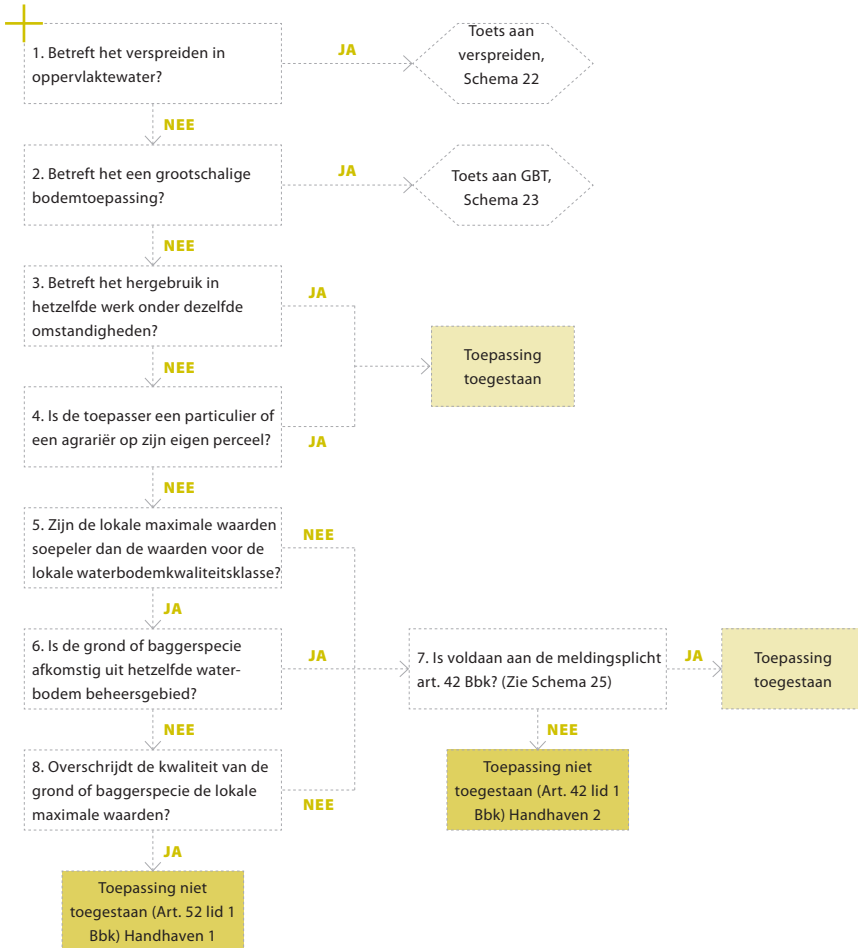 1. Betreft het verspreiden in
oppervlaktewater?
JA
Toets aan
verspreiden,
Schema 22
NEE
2. Betreft het een grootschalige
bodemtoepassing?
JA
Toets aan GBT,
Schema 23
NEE
3. Betreft het hergebruik in
hetzelfde werk onder dezelfde
omstandigheden?
JA
Toepassing
toegestaan
NEE
4. Is de toepasser een particulier of
een agrariër op zijn eigen perceel?
JA
NEE
5. Zijn de lokale maximale waarden
soepeler dan de waarden voor de
lokale waterbodemkwaliteitsklasse?
NEE
JA
6. Is de grond of baggerspecie
afkomstig uit hetzelfde water-
bodem beheersgebied?
JA
7. Is voldaan aan de meldingsplicht
art. 42 Bbk? (Zie Schema 25)
JA
Toepassing
toegestaan
NEE
NEE
8. Overschrijdt de kwaliteit van de
grond of baggerspecie de lokale
maximale waarden?
NEE
Toepassing niet
toegestaan (Art. 42 lid 1
Bbk) Handhaven 2
JA
Toepassing niet
toegestaan (Art. 52 lid 1
Bbk) Handhaven 1